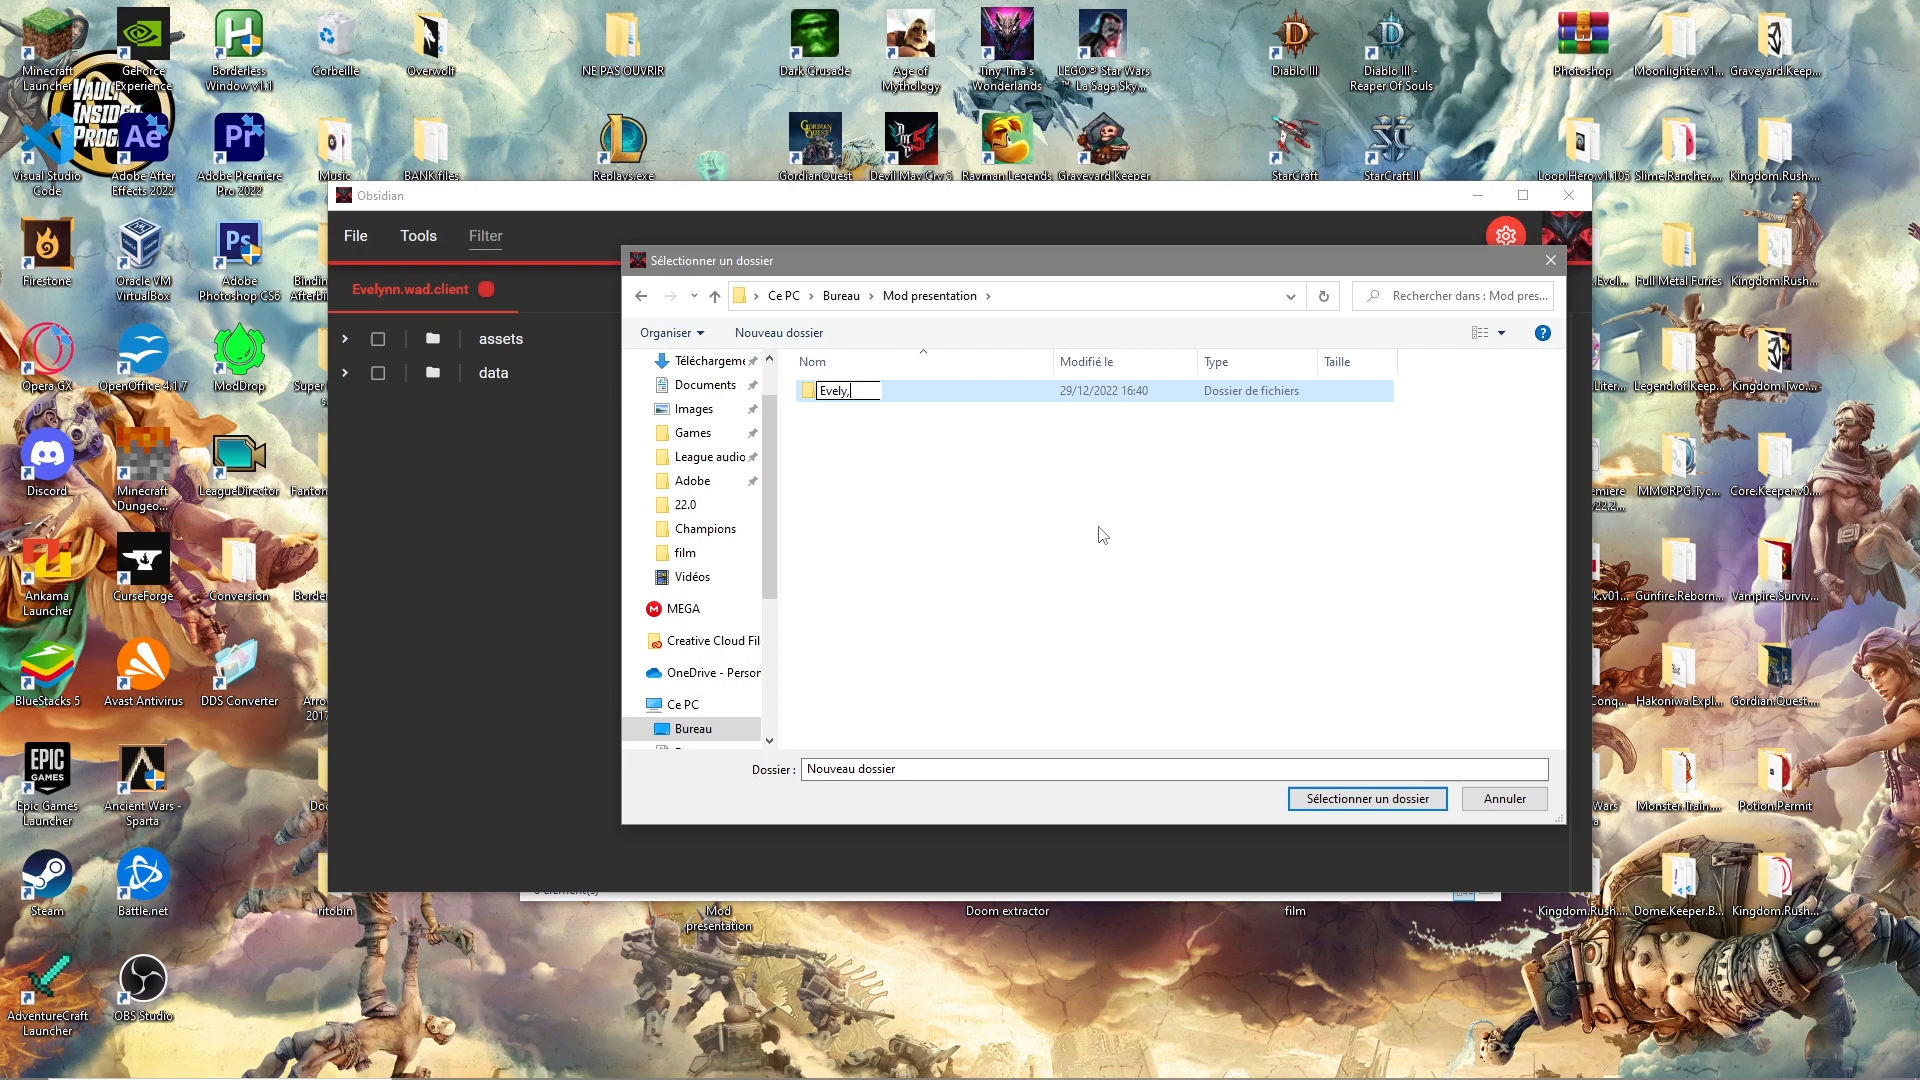 Minecraft Launcher
GeForce Experience
Borderless Window v1.1
Corbeille
Overwolf
NE PAS OUVRIR
Dark Crusade
Age of Mythology
Tiny Tina's Wonderlands
LEGO® Star Wars™ La Saga Sky...
Diablo III
Diablo III - Reaper Of Souls
Photoshop
Moonlighter.v1...
Graveyard.Keep...
Visual Studio Code
Adobe After Effects 2022
Adobe Premiere Pro 2022
Music
BANK files
Replays.exe
GordianQuest
Devil May Cry 5
Rayman Legends
Graveyard Keeper
StarCraft
StarCraft II
Loop.Hero.v1.105
Slime.Rancher....
Kingdom.Rush....
Obsidian
File
Tools
Filter
Evelynn.wad.client
assets
data
Sélectionner un dossier
Ce PC
Bureau
Mod presentation
Rechercher dans : Mod pres...
Organiser
Nouveau dossier
Nom
Modifié le
Type
Taille
Evely,
29/12/2022 16:40
Dossier de fichiers
Téléchargeme
Documents
Images
Games
League audio
Adobe
22.0
Champions
film
Vidéos
MEGA
Creative Cloud Fil
OneDrive - Person
Ce PC
Bureau
Dossier :
Nouveau dossier
Sélectionner un dossier
Annuler
Firestone
Oracle VM VirtualBox
Adobe Photoshop CS6
Full Metal Furies
Kingdom.Rush...
Opera GX
OpenOffice 4.1.7
ModDrop
Legend.of.Keep...
Kingdom.Two....
Discord
Minecraft Dungeo...
LeagueDirector
MMORPG.Tyc...
Core.Keeper.v0....
Ankama Launcher
CurseForge
Conversion
Gunfire.Reborn...
Vampire.Surviv...
BlueStacks 5
Avast Antivirus
DDS Converter
Hakoniwa.Expl...
Gordian.Quest....
Epic Games Launcher
Ancient Wars - Sparta
Monster.Train....
Potion.Permit
Steam
Battle.net
ritobin
Mod presentation
Doom extractor
film
Kingdom.Rush....
Dome.Keeper.B...
Kingdom.Rush...
AdventureCraft Launcher
OBS Studio